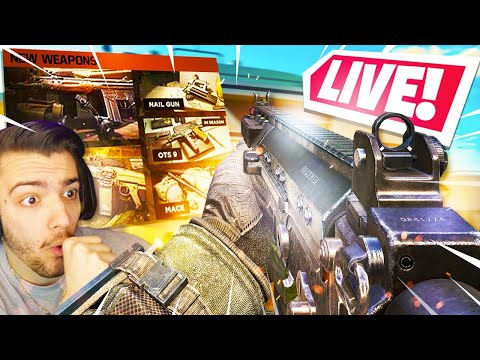 NEW WEAPONS
NAIL GUN
IN SEASON
OTS 9
MACE
LIVE!